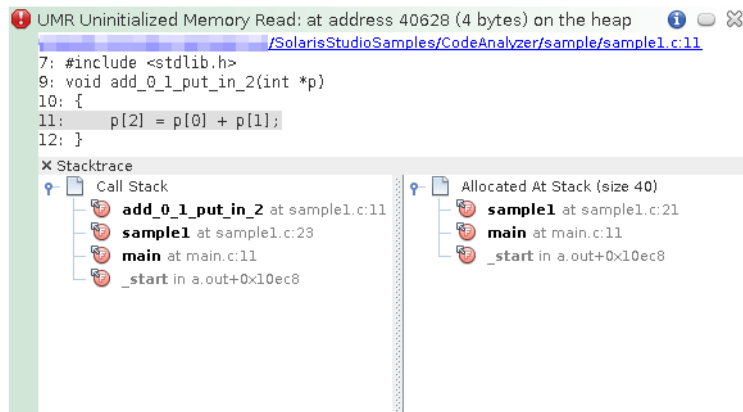 UMR Uninitialized Memory Read: at address 40628 (4 bytes) on the heap
/SolarisStudioSamples/CodeAnalyzer/sample/sample1.c:11
7: #include <stdlib.h>
9: void add_0_1_put_in_2(int *p)
10: {
11: p[2] = p[0] + p[1];
12: }
× Stacktrace
Call Stack
add_0_1_put_in_2 at sample1.c:11
sample1 at sample1.c:23
main at main.c:11
_start in a.out+0x10ec8
Allocated At Stack (size 40)
sample1 at sample1.c:21
main at main.c:11
_start in a.out+0x10ec8